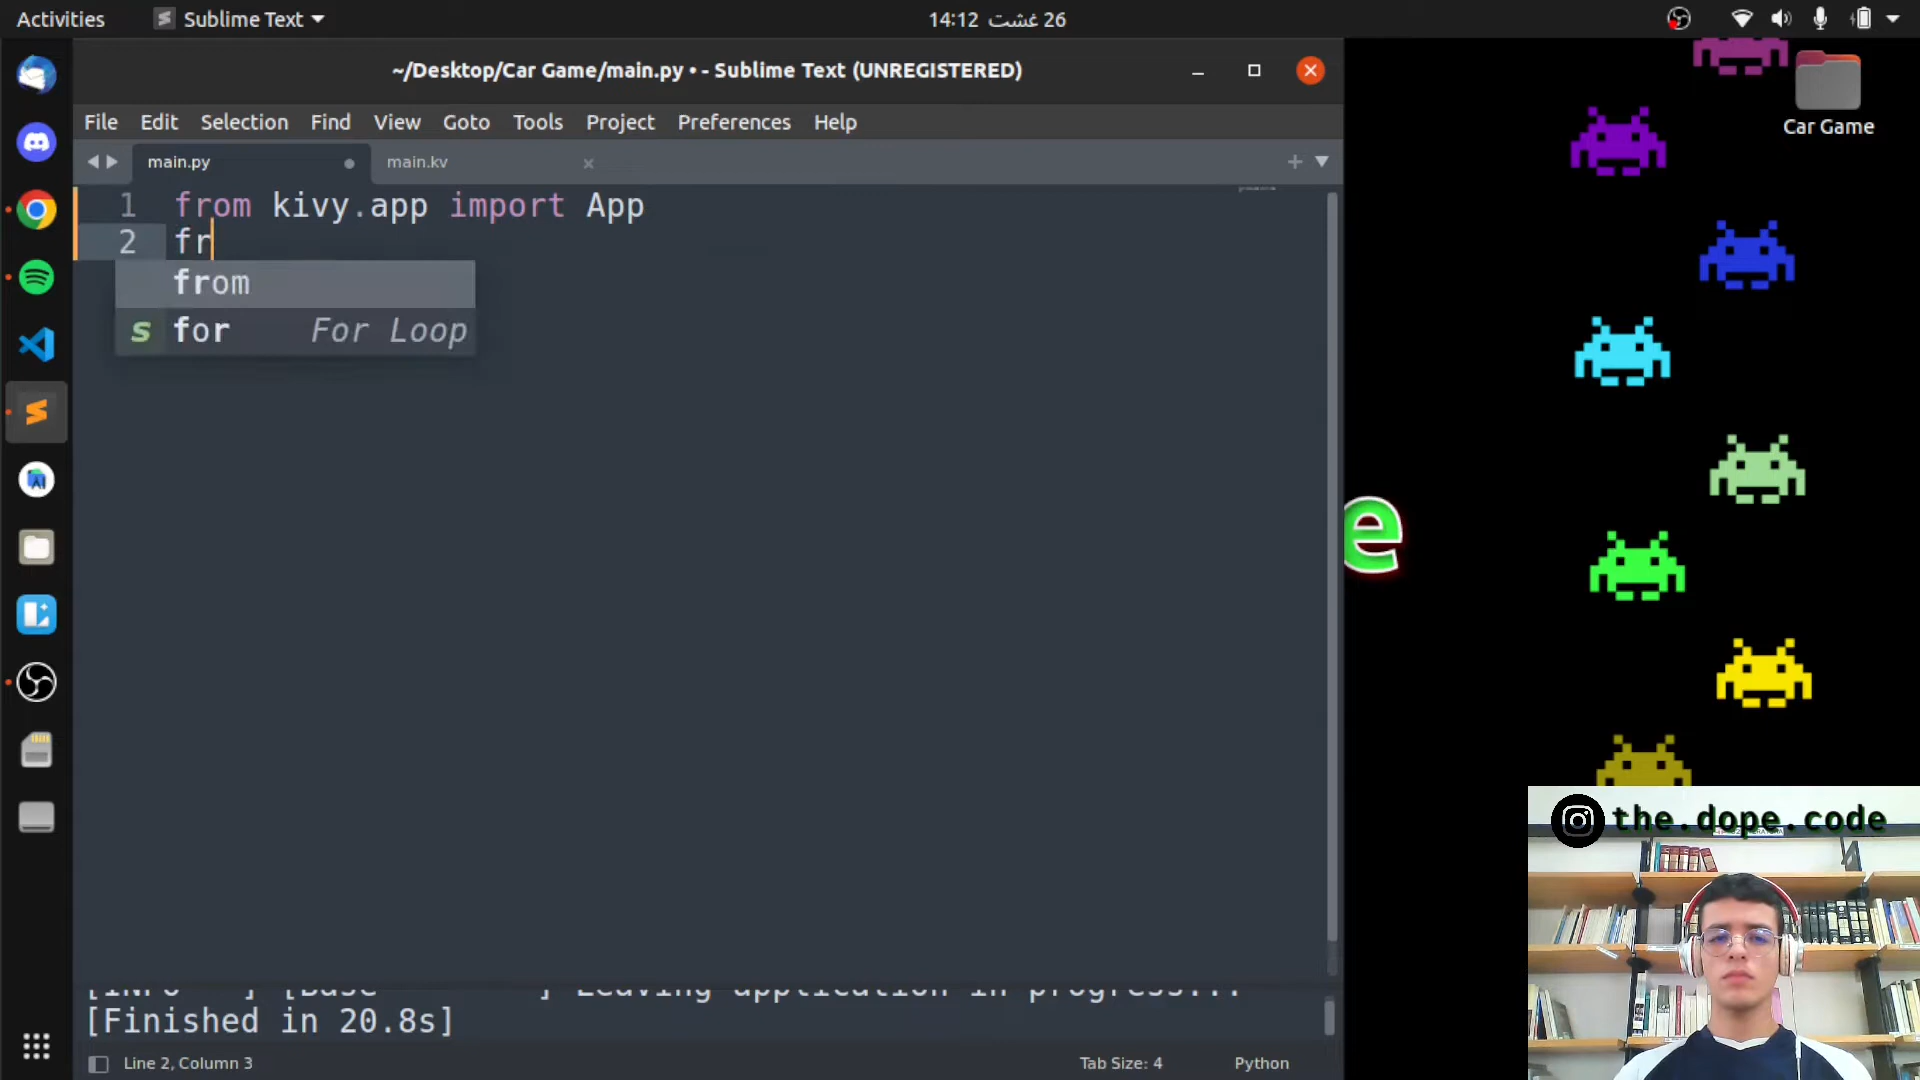 Activities
Sublime Text
14:12 26 غشت
~/Desktop/Car Game/main.py • - Sublime Text (UNREGISTERED)
File Edit Selection Find View Goto Tools Project Preferences Help
main.py
main.kv
1 from kivy.app import App
2 fr
from
s for For Loop
[Finished in 20.8s]
Line 2, Column 3
Tab Size: 4
Python
Car Game
e
the.dope.code